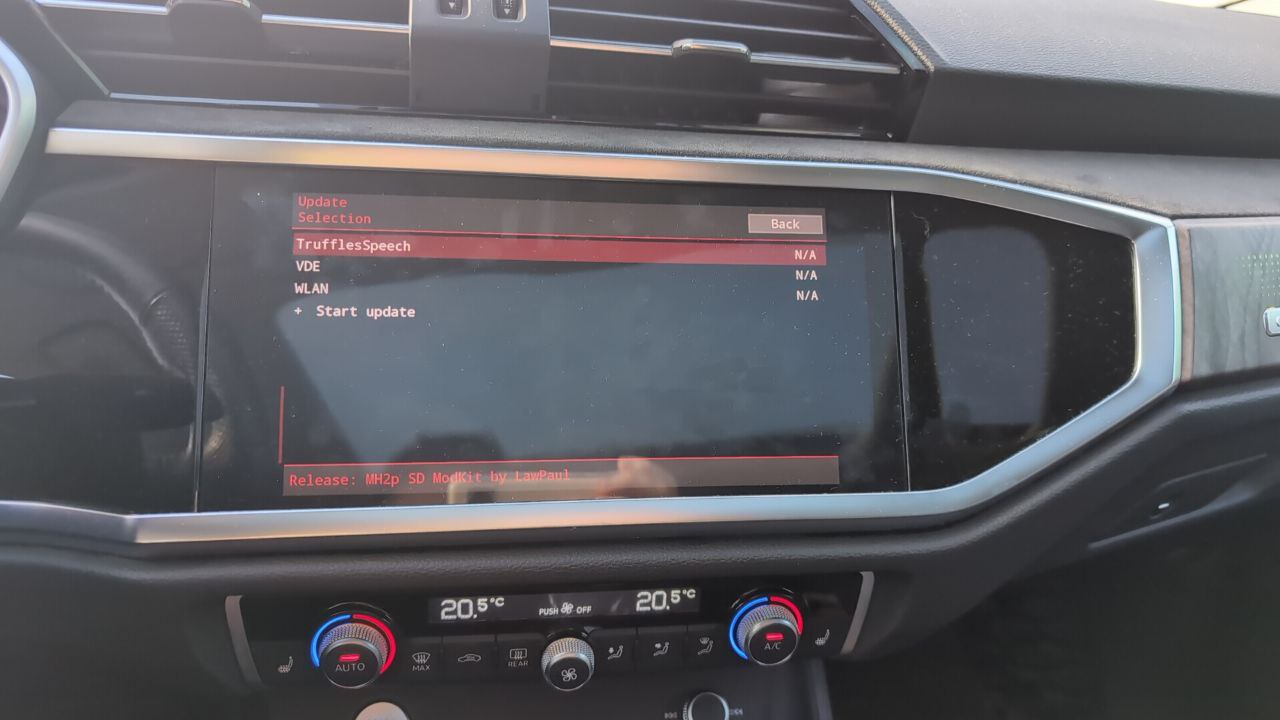 Update
Selection
Back
TrufflesSpeech N/A
VDE N/A
WLAN N/A
+ Start update
Release: MH2p SD ModKit by LawPaul
20.5°C PUSH OFF 20.5°C
AUTO MAX REAR A/C